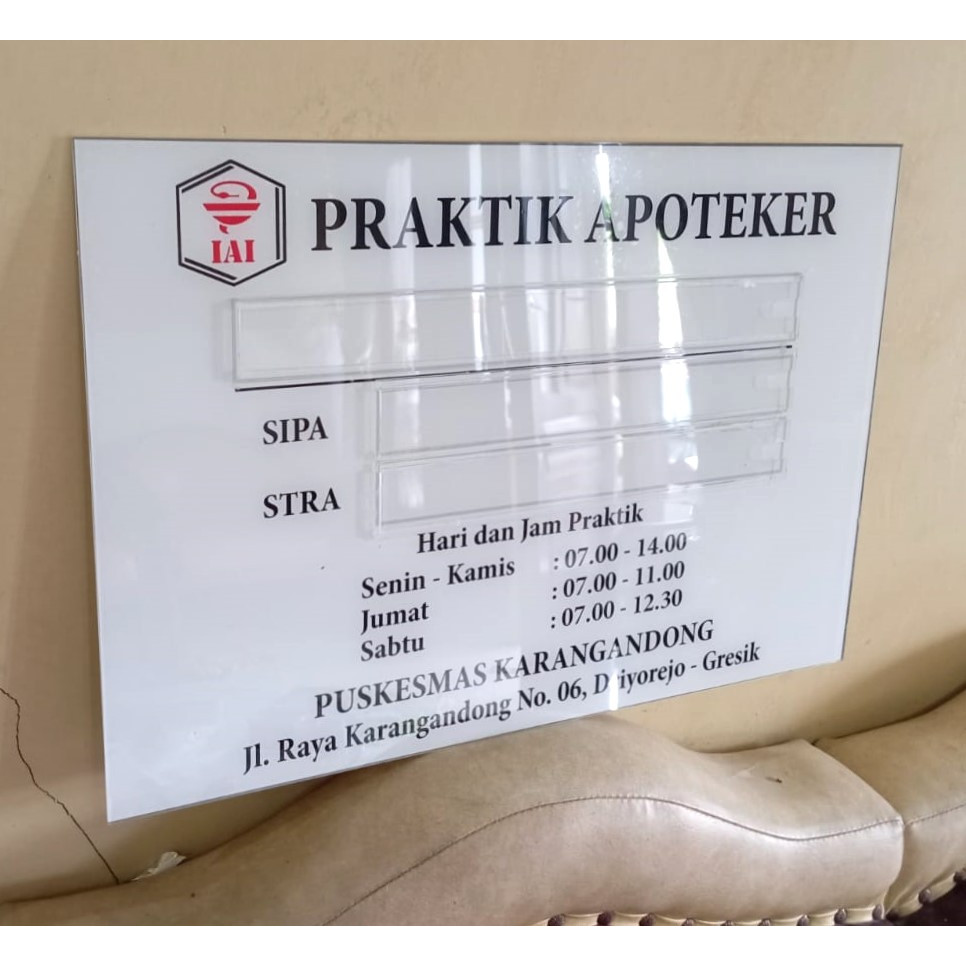 IAI
PRAKTIK APOTEKER
SIPA
STRA
Hari dan Jam Praktik
Senin - Kamis : 07.00 - 14.00
Jumat : 07.00 - 11.00
Sabtu : 07.00 - 12.30
PUSKESMAS KARANGANDONG
Jl. Raya Karangandong No. 06, Driyorejo - Gresik